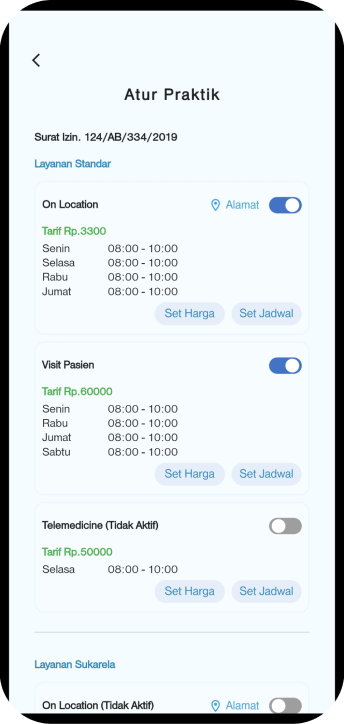 Atur Praktik
Surat Izin. 124/AB/334/2019
Layanan Standar
On Location Alamat
Tarif Rp.3300
Senin 08:00 - 10:00
Selasa 08:00 - 10:00
Rabu 08:00 - 10:00
Jumat 08:00 - 10:00
Set Harga Set Jadwal
Visit Pasien
Tarif Rp.60000
Senin 08:00 - 10:00
Rabu 08:00 - 10:00
Jumat 08:00 - 10:00
Sabtu 08:00 - 10:00
Set Harga Set Jadwal
Telemedicine (Tidak Aktif)
Tarif Rp.50000
Selasa 08:00 - 10:00
Set Harga Set Jadwal
Layanan Sukarela
On Location (Tidak Aktif) Alamat